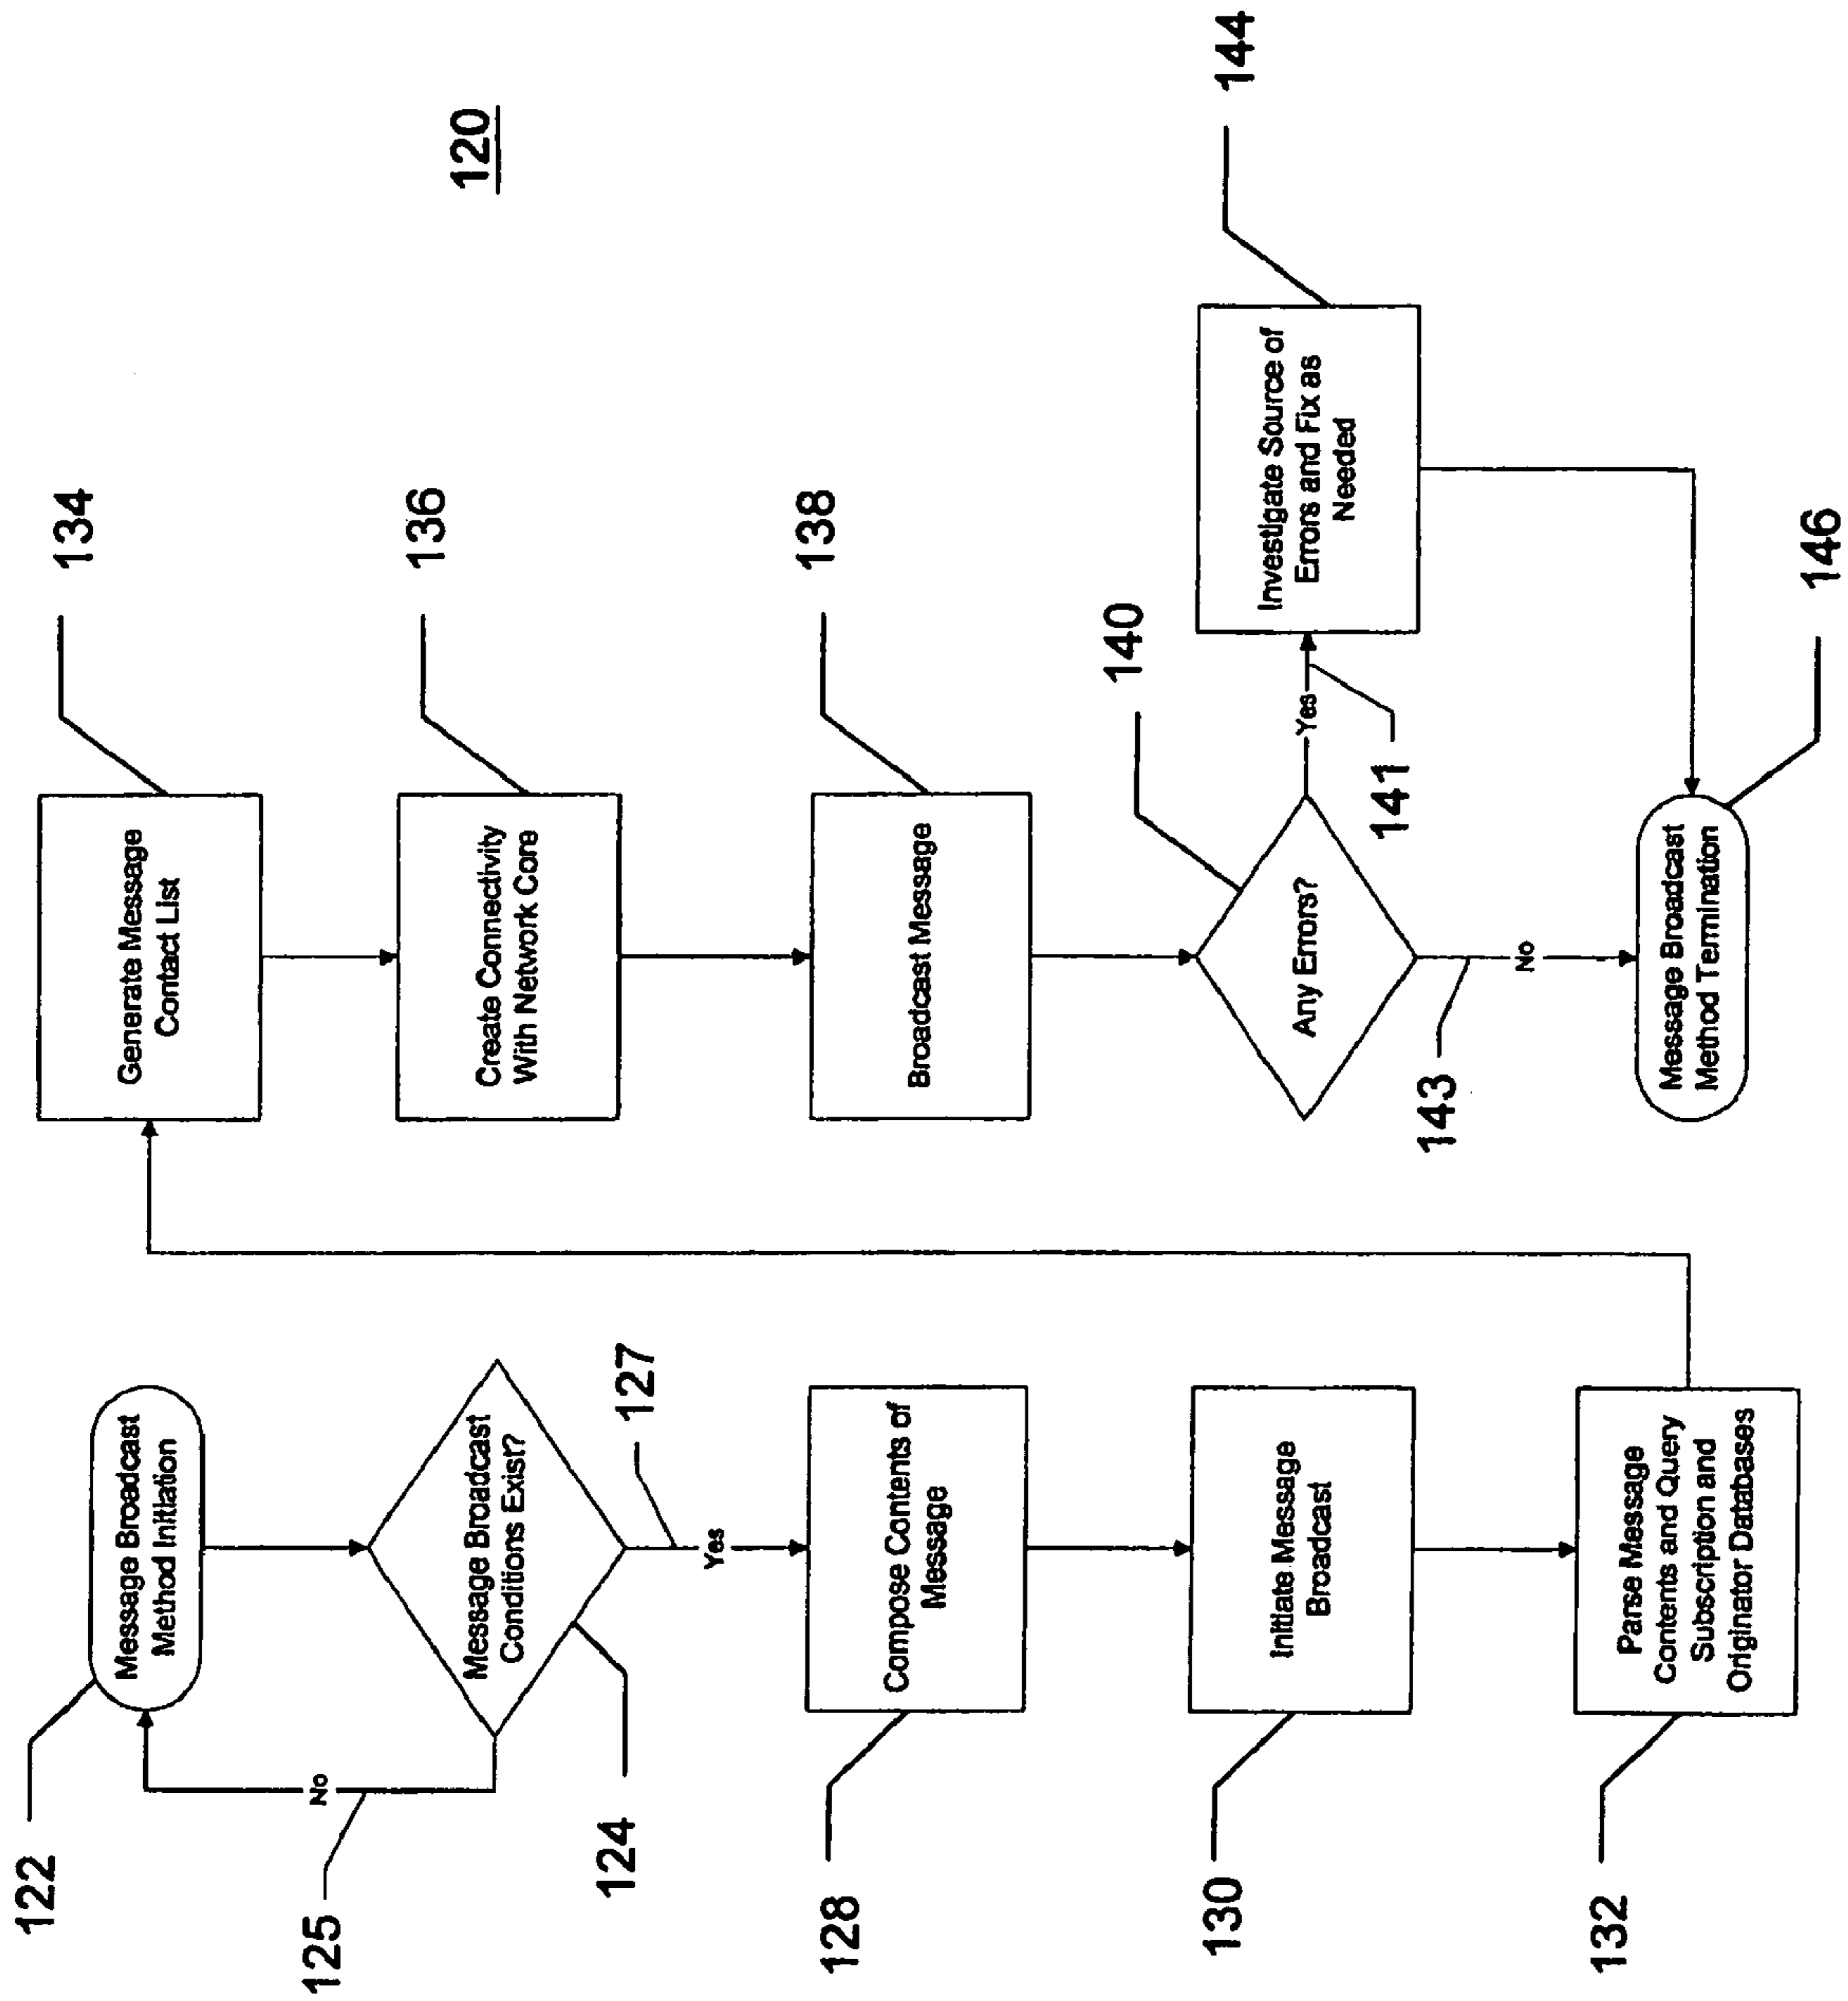 120
122
Message Broadcast
Method Initiation
125
No
124
Message Broadcast
Conditions Exist?
127
Yes
128
Compose Contents of
Message
130
Initiate Message
Broadcast
132
Parse Message
Contents and Query
Subscription and
Originator Databases
134
Generate Message
Contact List
136
Create Connectivity
With Network Core
138
Broadcast Message
140
Any Errors?
Yes
141
144
Investigate Source of
Errors and Fix as
Needed
143
No
146
Message Broadcast
Method Termination